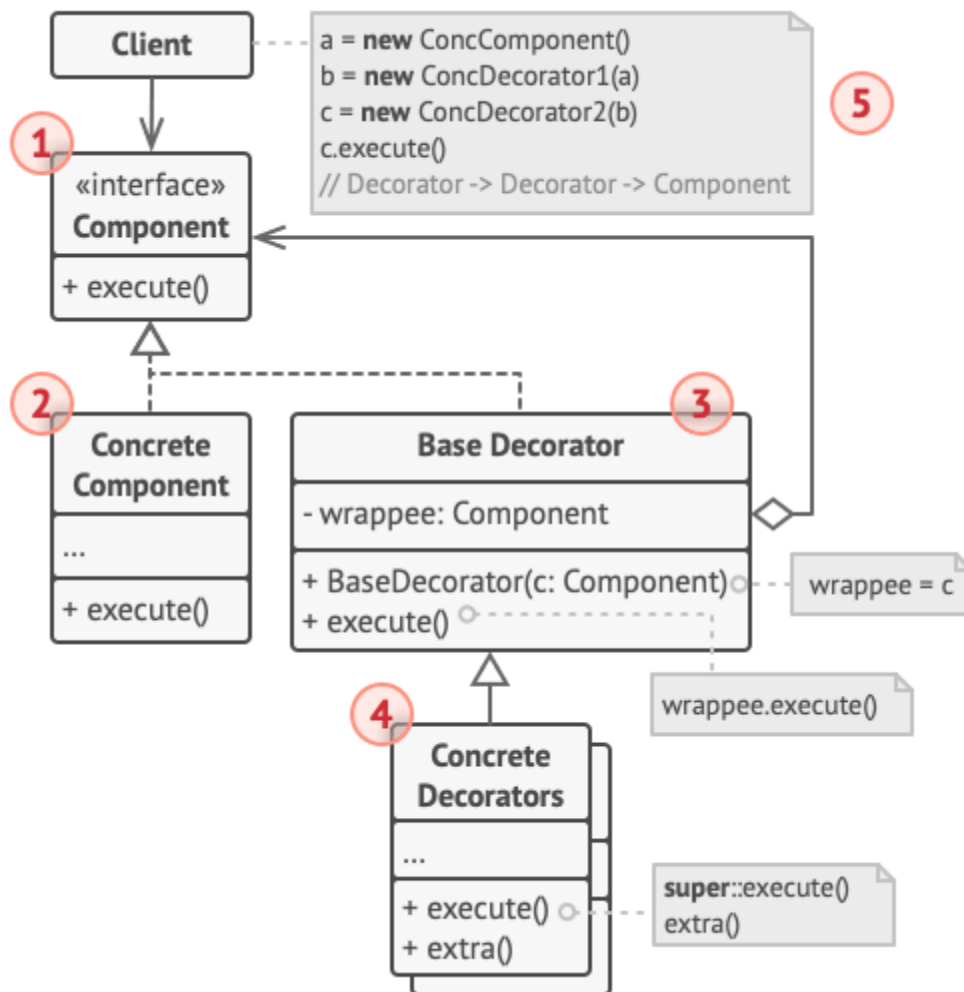 Client
a = new ConcComponent()
b = new ConcDecorator1(a)
c = new ConcDecorator2(b)
c.execute()
// Decorator -> Decorator -> Component
5
1
«interface»
Component
+ execute()
2
Concrete
Component
...
+ execute()
3
Base Decorator
- wrappee: Component
+ BaseDecorator(c: Component)
+ execute()
wrappee = c
wrappee.execute()
4
Concrete
Decorators
...
+ execute()
+ extra()
super::execute()
extra()